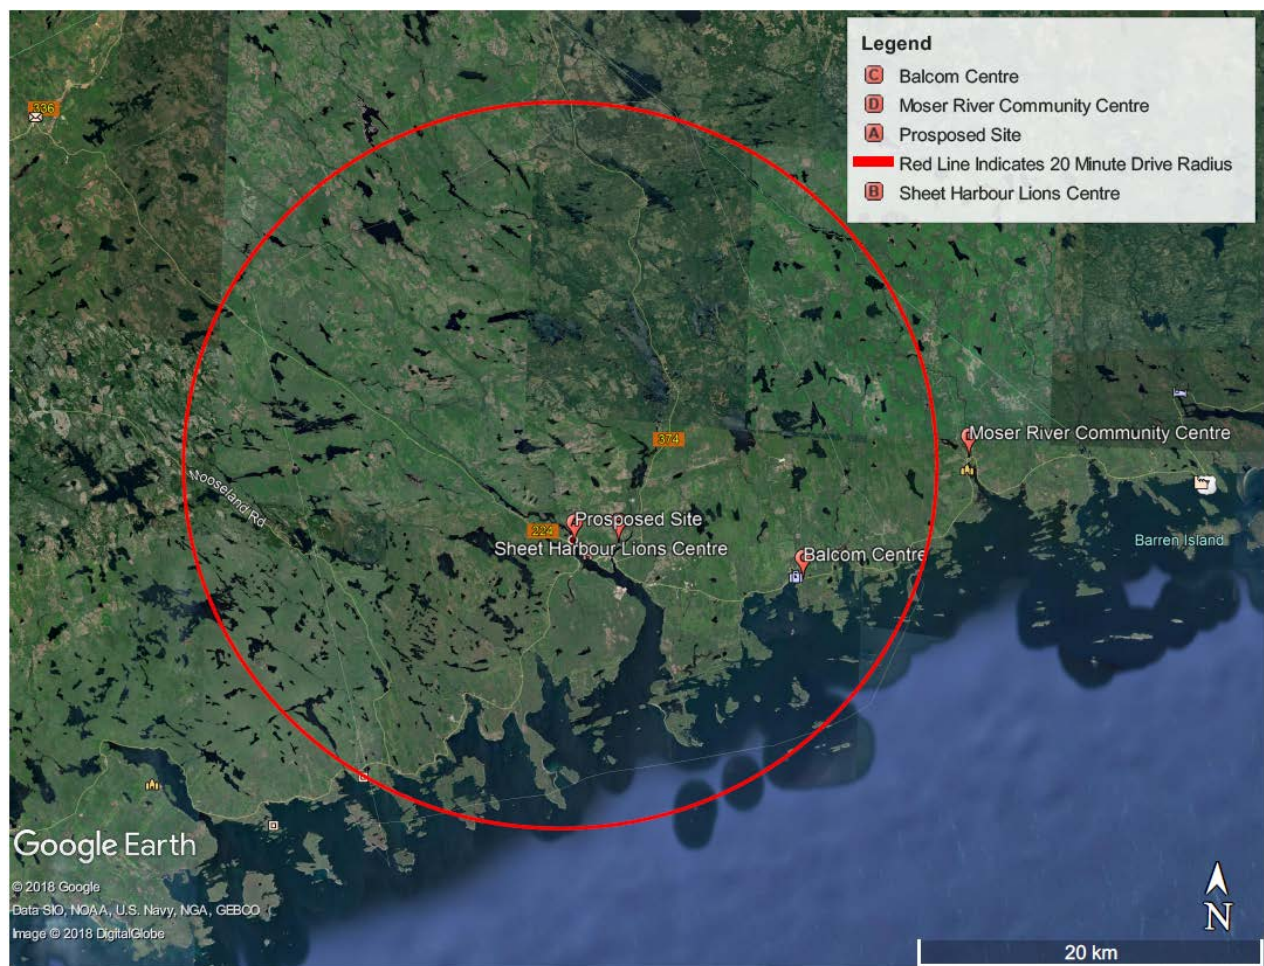 Legend
C Balcom Centre
D Moser River Community Centre
A Prosposed Site
Red Line Indicates 20 Minute Drive Radius
B Sheet Harbour Lions Centre
336
374
Moser River Community Centre
Mooseland Rd
224
Prosposed Site
Sheet Harbour Lions Centre
Balcom Centre
Barren Island
Google Earth
© 2018 Google
Data SIO, NOAA, U.S. Navy, NGA, GEBCO
Image © 2018 DigitalGlobe
N
20 km